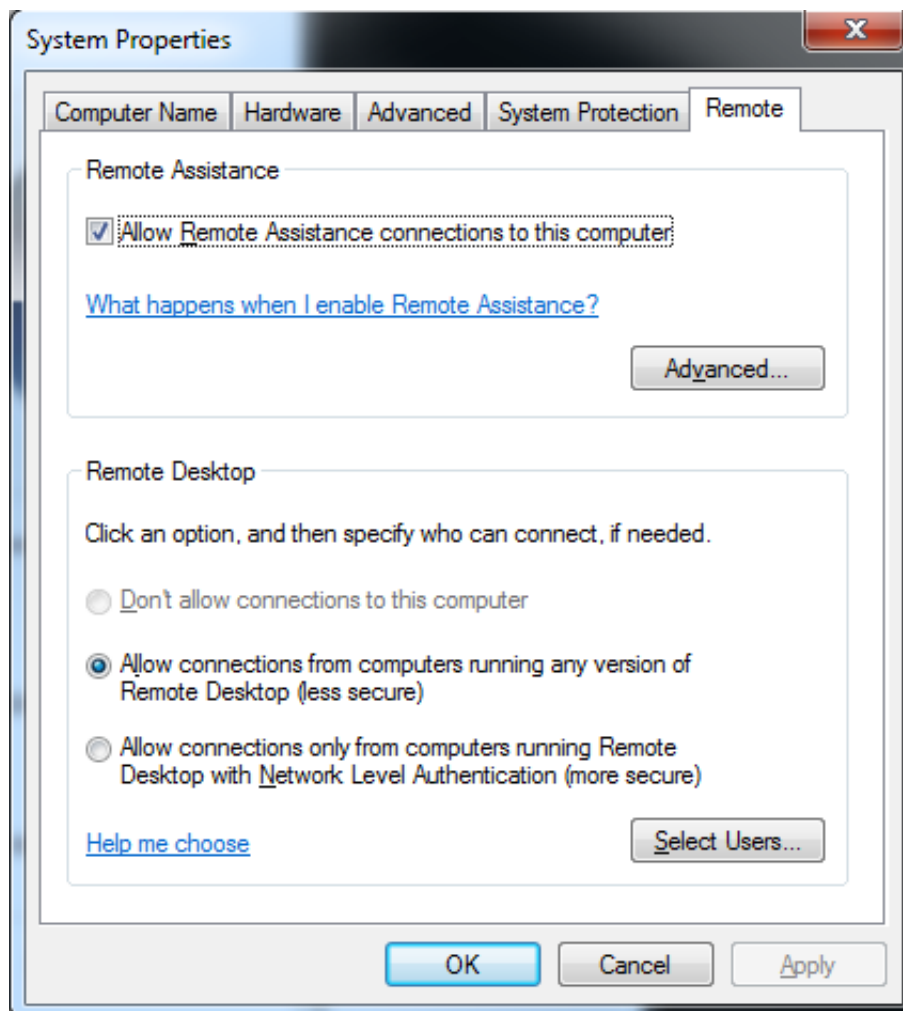 System Properties
Computer Name
Hardware
Advanced
System Protection
Remote
Remote Assistance
Allow Remote Assistance connections to this computer
What happens when I enable Remote Assistance?
Advanced...
Remote Desktop
Click an option, and then specify who can connect, if needed.
Don't allow connections to this computer
Allow connections from computers running any version of
Remote Desktop (less secure)
Allow connections only from computers running Remote
Desktop with Network Level Authentication (more secure)
Help me choose
Select Users...
OK
Cancel
Apply